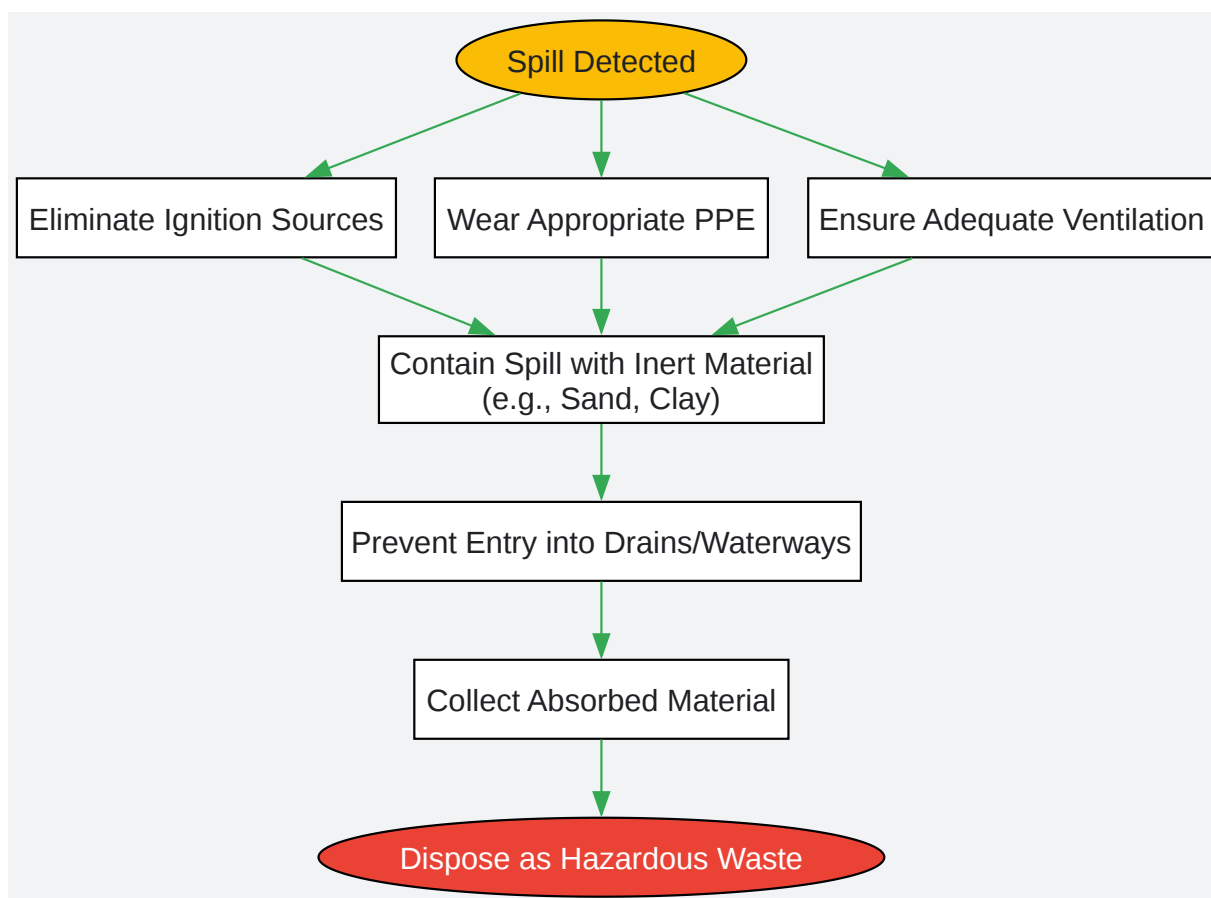 Spill Detected
Eliminate Ignition Sources
Wear Appropriate PPE
Ensure Adequate Ventilation
Contain Spill with Inert Material
(e.g., Sand, Clay)
Prevent Entry into Drains/Waterways
Collect Absorbed Material
Dispose as Hazardous Waste